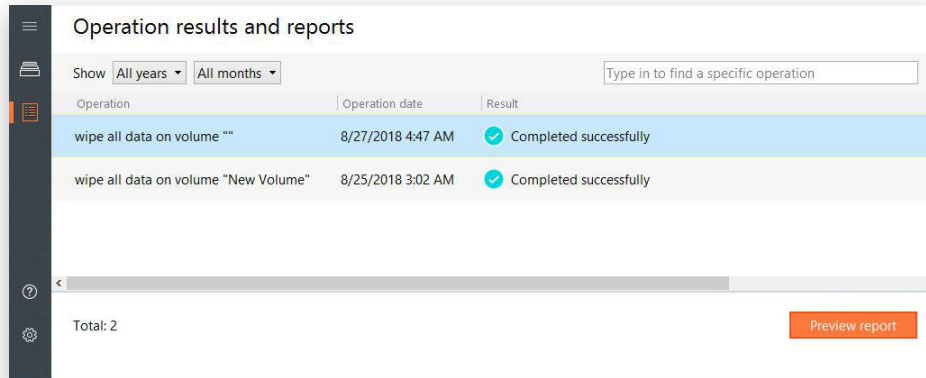 Operation results and reports
Show All years All months Type in to find a specific operation
Operation Operation date Result
wipe all data on volume "" 8/27/2018 4:47 AM Completed successfully
wipe all data on volume "New Volume" 8/25/2018 3:02 AM Completed successfully
Total: 2 Preview report